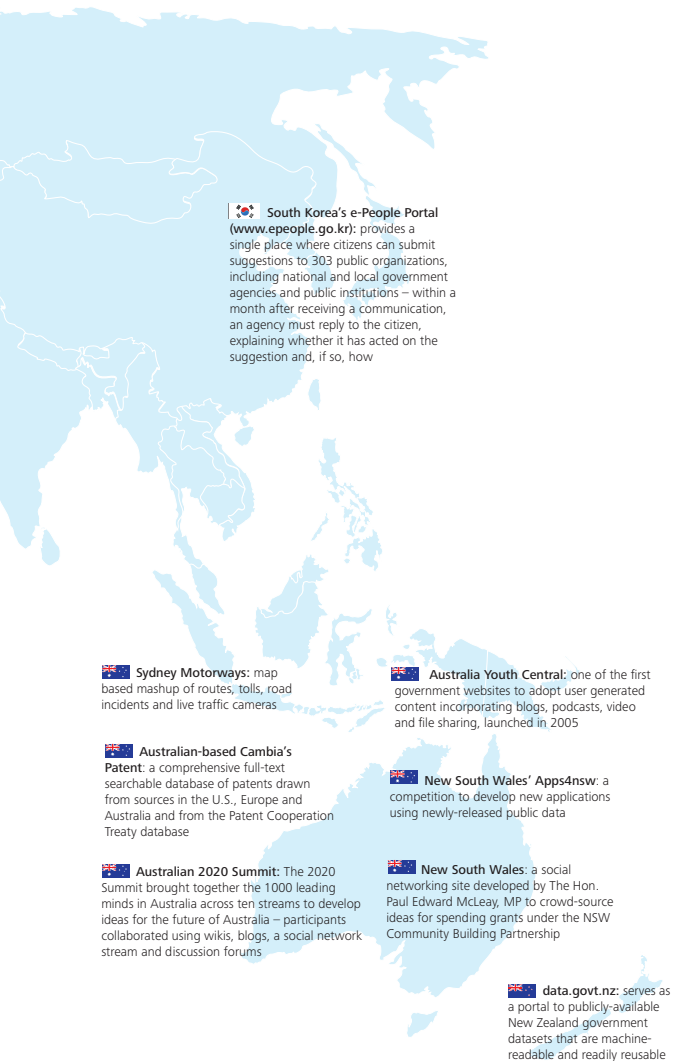 South Korea's e-People Portal
(www.epeople.go.kr): provides a
single place where citizens can submit
suggestions to 303 public organizations,
including national and local government
agencies and public institutions – within a
month after receiving a communication,
an agency must reply to the citizen,
explaining whether it has acted on the
suggestion and, if so, how
Sydney Motorways: map
based mashup of routes, tolls, road
incidents and live traffic cameras
Australian-based Cambia's
Patent: a comprehensive full-text
searchable database of patents drawn
from sources in the U.S., Europe and
Australia and from the Patent Cooperation
Treaty database
Australian 2020 Summit: The 2020
Summit brought together the 1000 leading
minds in Australia across ten streams to develop
ideas for the future of Australia – participants
collaborated using wikis, blogs, a social network
stream and discussion forums
Australia Youth Central: one of the first
government websites to adopt user generated
content incorporating blogs, podcasts, video
and file sharing, launched in 2005
New South Wales' Apps4nsw: a
competition to develop new applications
using newly-released public data
New South Wales: a social
networking site developed by The Hon.
Paul Edward McLeay, MP to crowd-source
ideas for spending grants under the NSW
Community Building Partnership
data.govt.nz: serves as
a portal to publicly-available
New Zealand government
datasets that are machine-
readable and readily reusable